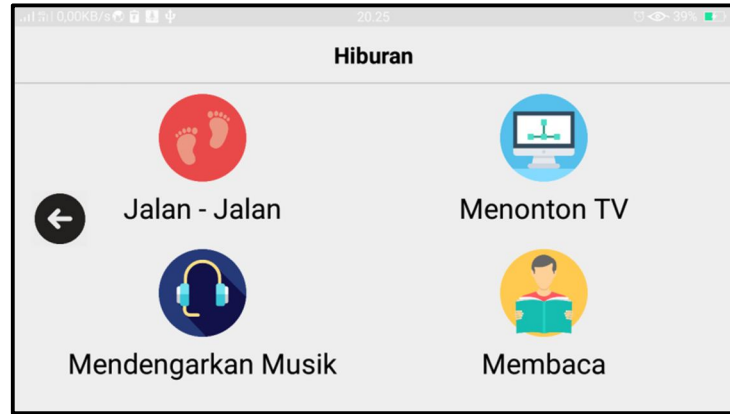 0,00KB/s 20.25 39%
Hiburan
Jalan - Jalan
Menonton TV
Mendengarkan Musik
Membaca